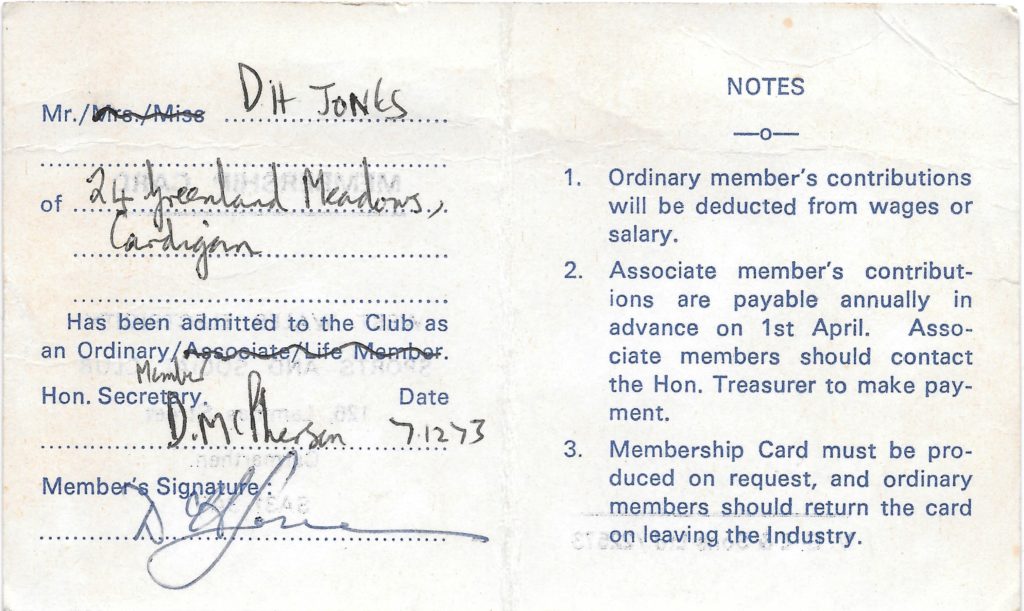 Mr./Mrs./Miss D H JONES
of 24 Greenland Meadows,
Cardigan
Has been admitted to the Club as
an Ordinary/Associate/Life Member.
Member
Hon. Secretary. Date
D. McPherson 7.12.73
Member's Signature:
NOTES
—o—
1. Ordinary member's contributions
will be deducted from wages or
salary.
2. Associate member's contribut-
ions are payable annually in
advance on 1st April. Asso-
ciate members should contact
the Hon. Treasurer to make pay-
ment.
3. Membership Card must be pro-
duced on request, and ordinary
members should return the card
on leaving the Industry.